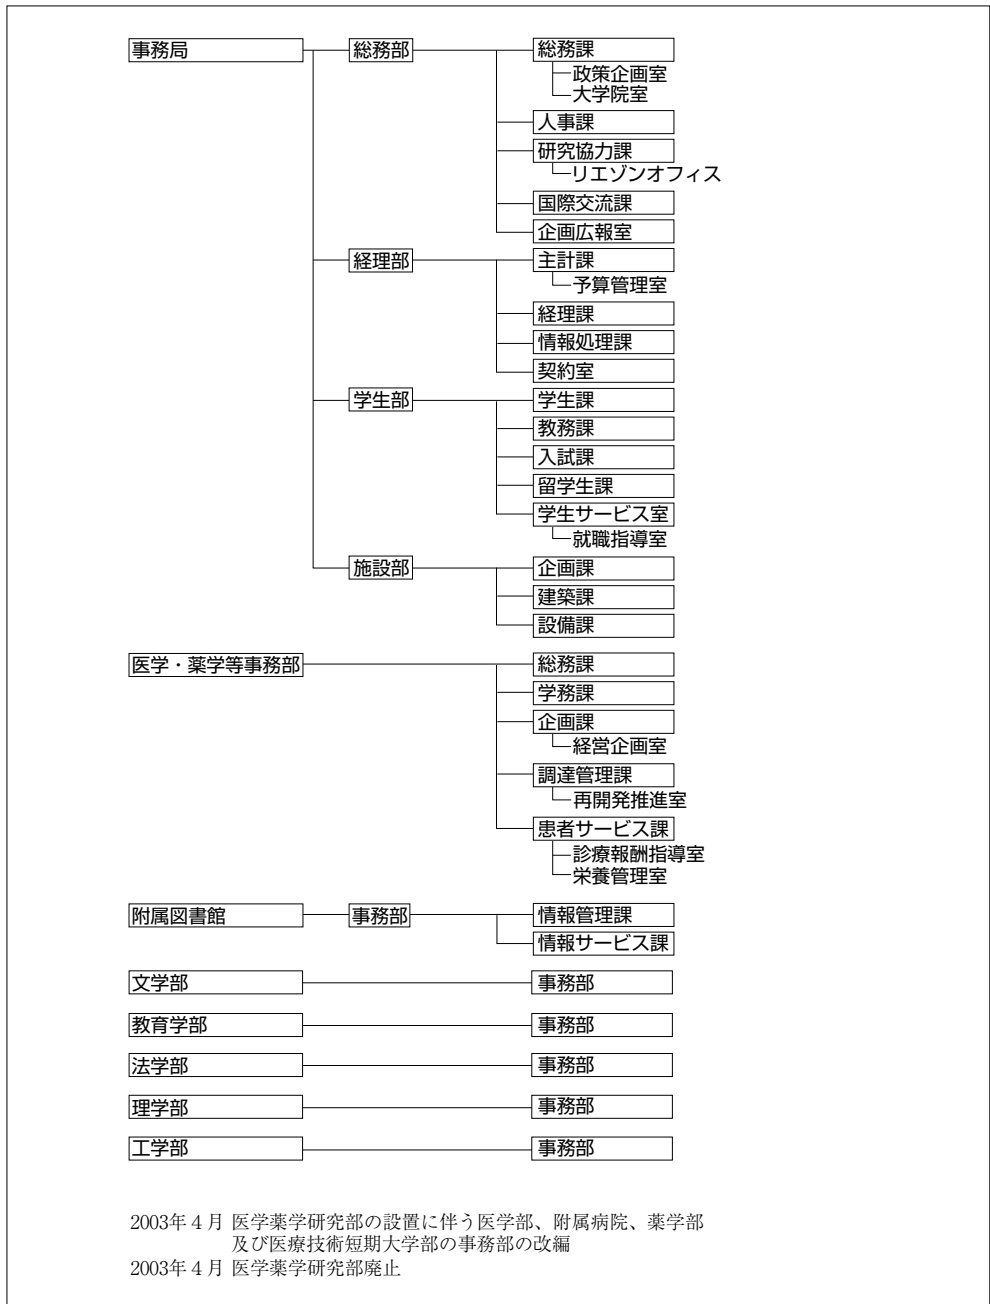 事務局 総務部 総務課
政策企画室
大学院室
人事課
研究協力課
リエゾンオフィス
国際交流課
企画広報室
経理部 主計課
予算管理室
経理課
情報処理課
契約室
学生部 学生課
教務課
入試課
留学生課
学生サービス室
就職指導室
施設部 企画課
建築課
設備課
医学・薬学等事務部 総務課
学務課
企画課
経営企画室
調達管理課
再開発推進室
患者サービス課
診療報酬指導室
栄養管理室
附属図書館 事務部 情報管理課
情報サービス課
文学部 事務部
教育学部 事務部
法学部 事務部
理学部 事務部
工学部 事務部
2003年4月 医学薬学研究部の設置に伴う医学部、附属病院、薬学部
及び医療技術短期大学部の事務部の改編
2003年4月 医学薬学研究部廃止